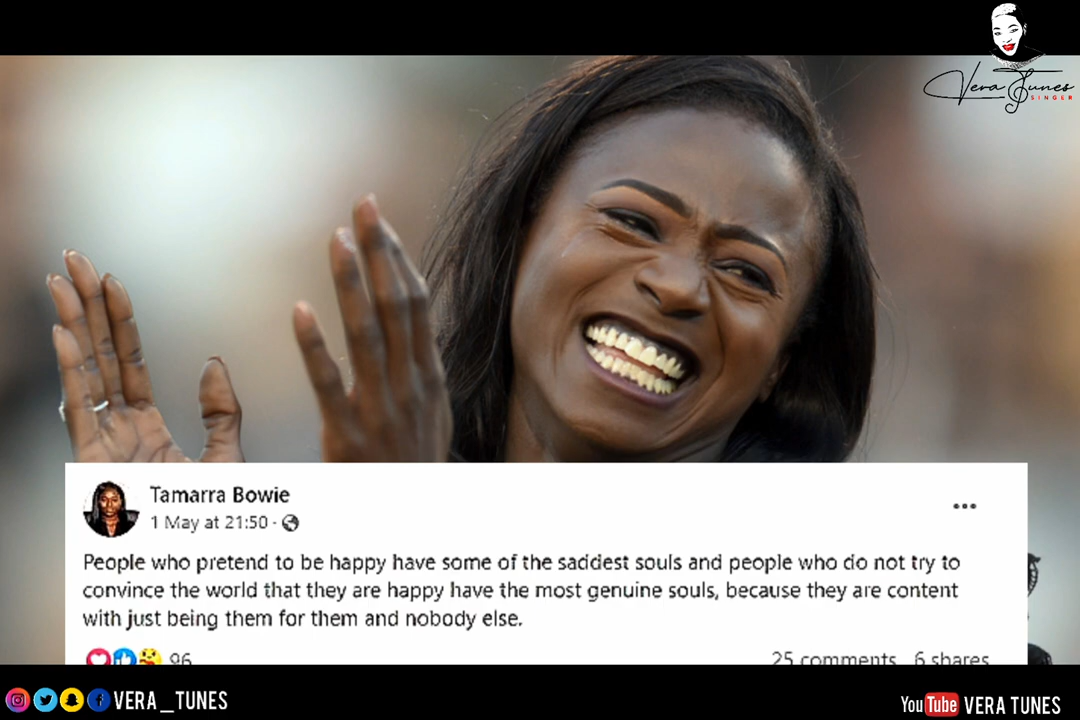 Vera Tunes
SINGER
Tamarra Bowie
1 May at 21:50 ·
People who pretend to be happy have some of the saddest souls and people who do not try to
convince the world that they are happy have the most genuine souls, because they are content
with just being them for them and nobody else.
96
25 comments 6 shares
VERA_TUNES
YouTube VERA TUNES